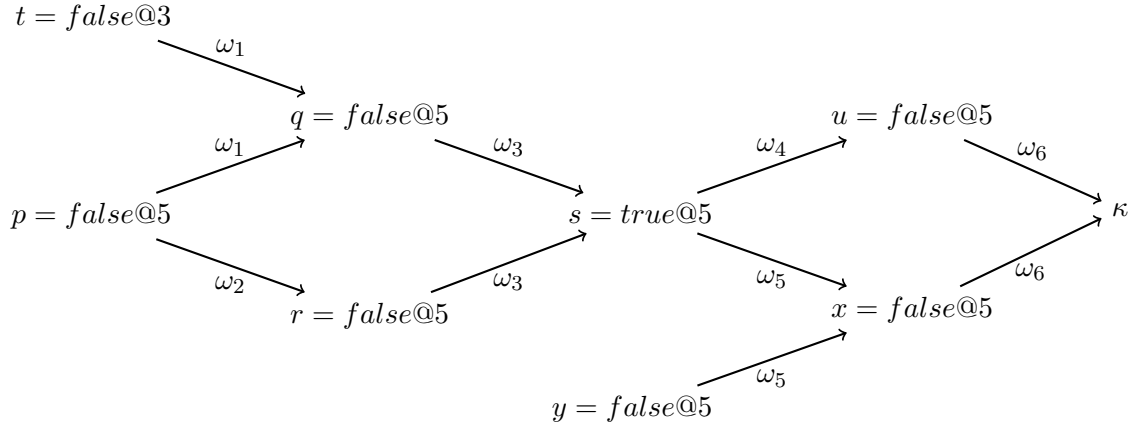 t = false@3
ω1
q = false@5
u = false@5
ω1
ω3
ω4
ω6
p = false@5
s = true@5
κ
ω2
ω3
ω5
ω6
r = false@5
x = false@5
ω5
y = false@5